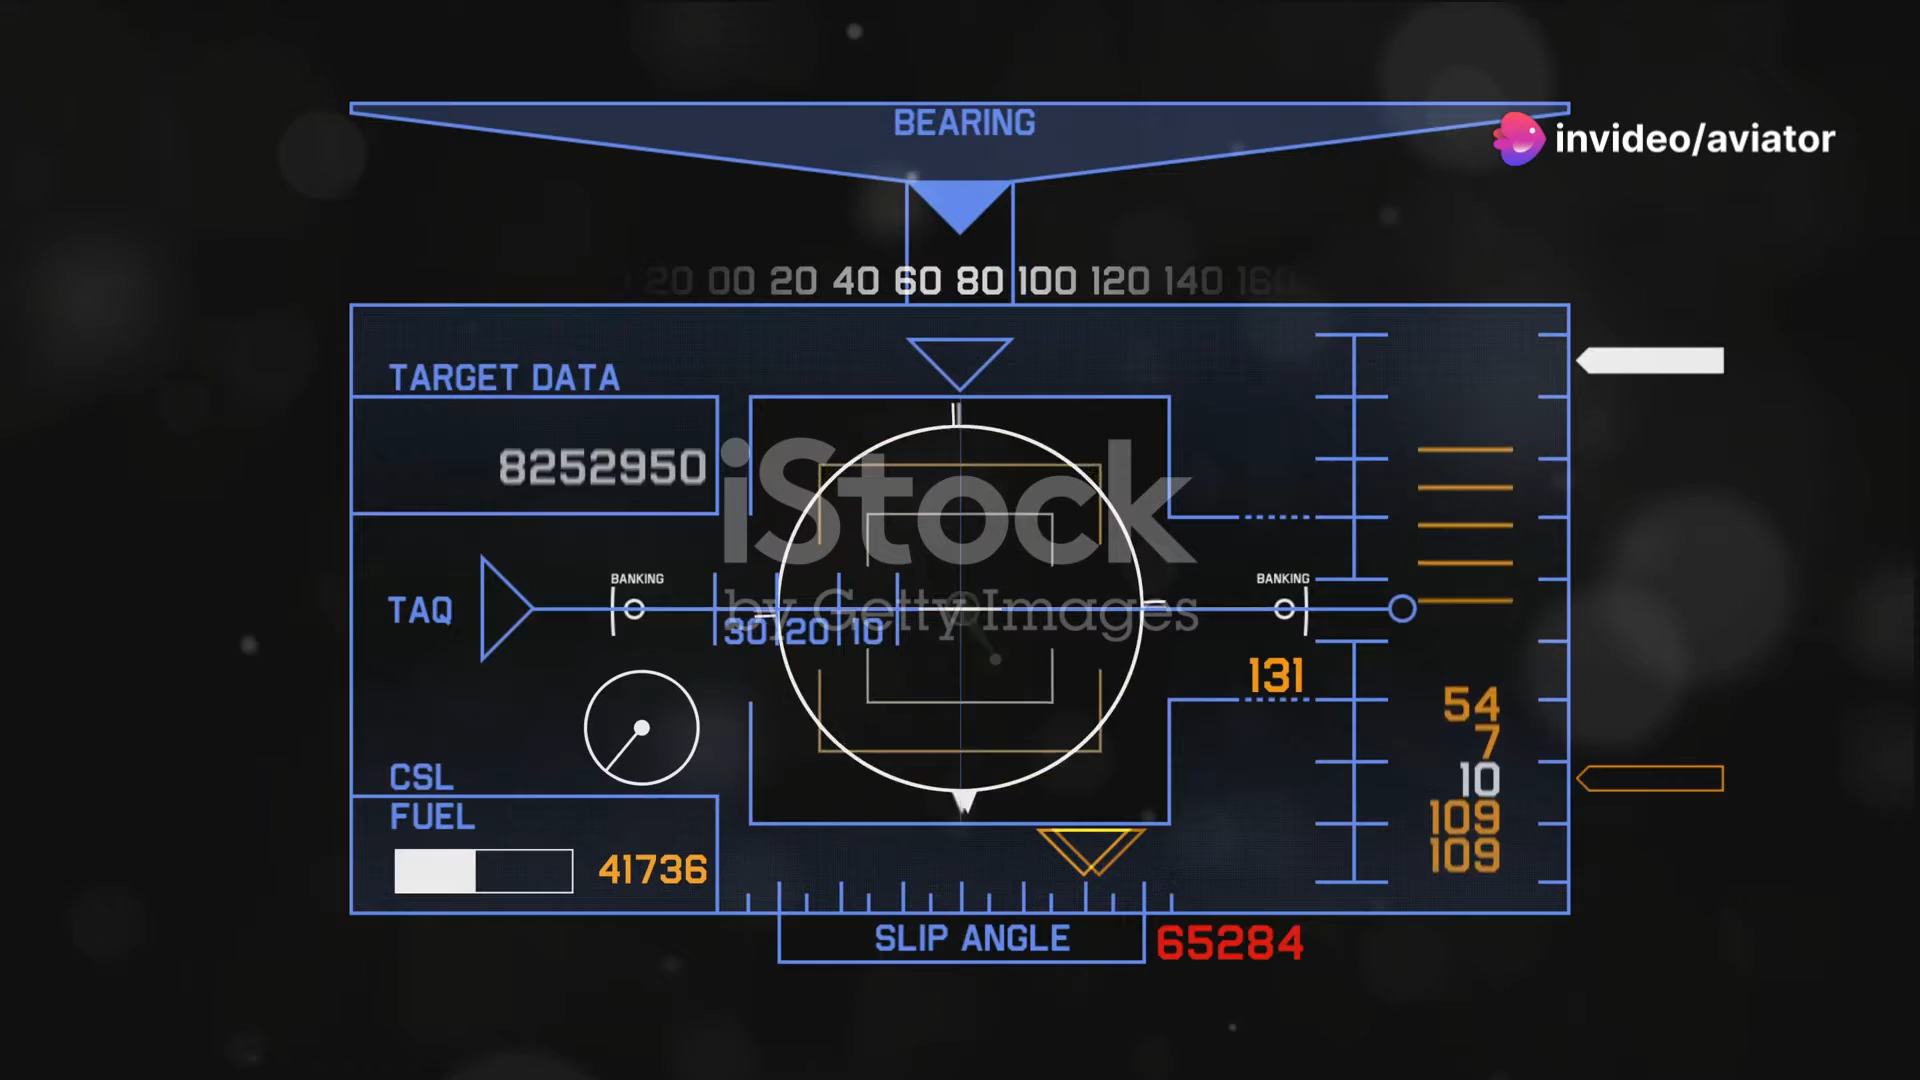 BEARING
invideo/aviator
20 00 20 40 60 80 100 120 140 160
TARGET DATA
8252950
iStock
by Getty Images
BANKING
BANKING
TAQ
30 20 10
131
54
7
10
109
109
CSL
FUEL
41736
SLIP ANGLE
65284